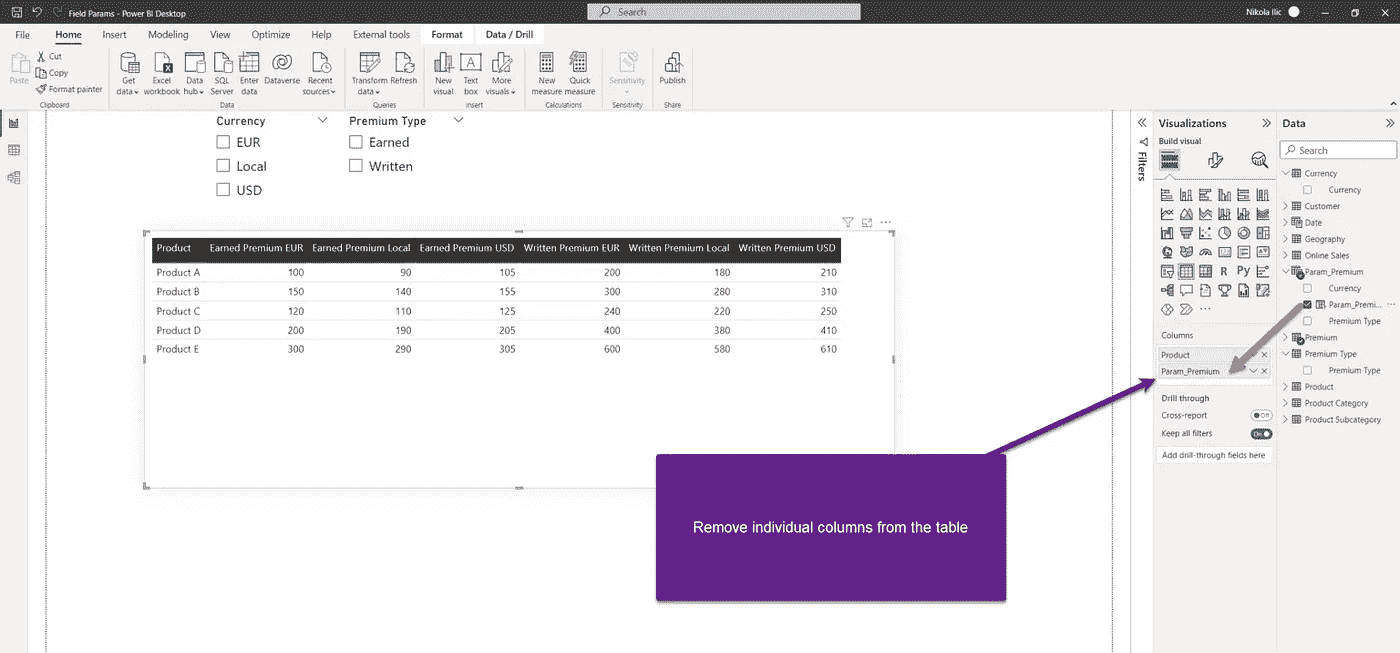 Field Params - Power BI Desktop
Search
Nikola Ilic
File Home Insert Modeling View Optimize Help External tools Format Data / Drill
Paste
Cut
Copy
Format painter
Get data
Excel workbook
Data hub
SQL Server
Enter data
Dataverse
Recent sources
Transform data
Refresh
New visual
Text box
More visuals
New measure
Quick measure
Sensitivity
Publish
Clipboard Data Queries Insert Calculations Sensitivity Share
Currency
EUR
Local
USD
Premium Type
Earned
Written
Product Earned Premium EUR Earned Premium Local Earned Premium USD Written Premium EUR Written Premium Local Written Premium USD
Product A 100 90 105 200 180 210
Product B 150 140 155 300 280 310
Product C 120 110 125 240 220 250
Product D 200 190 205 400 380 410
Product E 300 290 305 600 580 610
Remove individual columns from the table
Filters
Visualizations
Build visual
R Py
Columns
Product
Param_Premium
Drill through
Cross-report Off
Keep all filters On
Add drill-through fields here
Data
Search
Currency
Currency
Customer
Date
Geography
Online Sales
Param_Premium
Currency
Param_Premi...
Premium Type
Premium
Premium Type
Premium Type
Product
Product Category
Product Subcategory